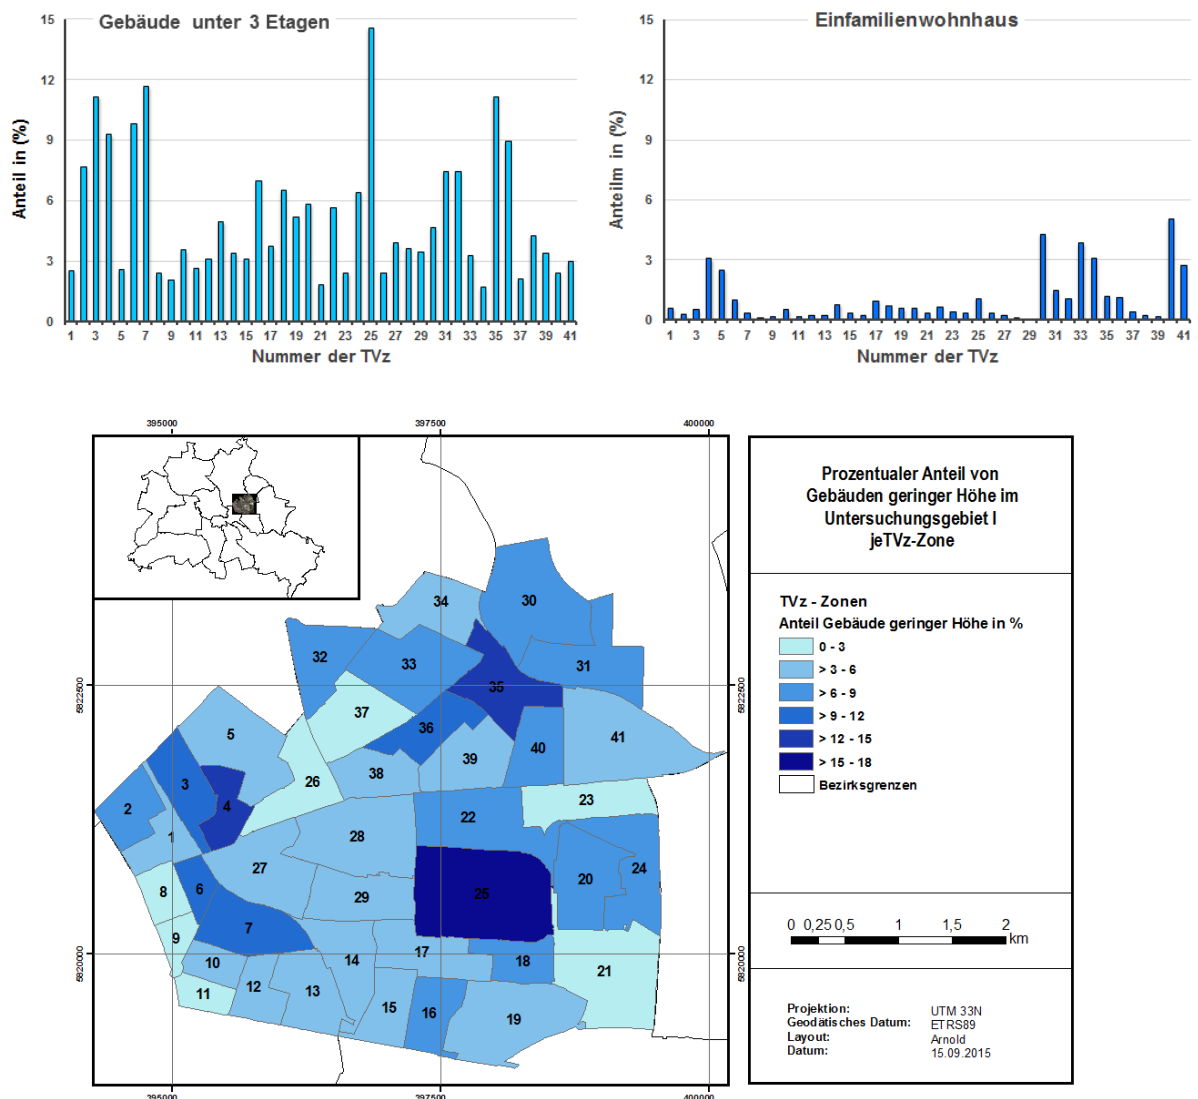 Gebäude unter 3 Etagen
Anteil in (%)
15
12
9
6
3
0
1 3 5 7 9 11 13 15 17 19 21 23 25 27 29 31 33 35 37 39 41
Nummer der TVz
Einfamilienwohnhaus
Anteilm in (%)
15
12
9
6
3
0
1 3 5 7 9 11 13 15 17 19 21 23 25 27 29 31 33 35 37 39 41
Nummer der TVz
395000 397500 400000
5822500
5820000
30
34
32
33
31
35
37
36
5
41
40
39
38
26
3
23
2
4
22
1
28
27
24
20
6
8
29
25
7
9
17
14
10
18
21
12
11
13
15
16
19
5822500
5820000
395000 397500 400000
Prozentualer Anteil von
Gebäuden geringer Höhe im
Untersuchungsgebiet I
jeTVz-Zone
TVz - Zonen
Anteil Gebäude geringer Höhe in %
0 - 3
> 3 - 6
> 6 - 9
> 9 - 12
> 12 - 15
> 15 - 18
Bezirksgrenzen
0 0,25 0,5 1 1,5 2
km
Projektion: UTM 33N
Geodätisches Datum: ETRS89
Layout: Arnold
Datum: 15.09.2015